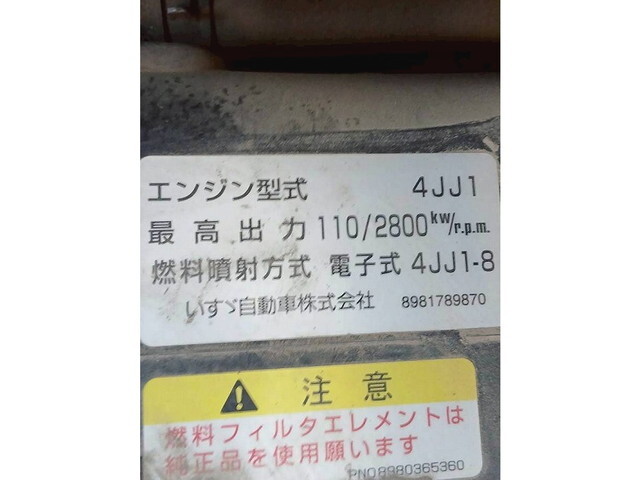 エンジン型式 4JJ1
最高出力 110/2800kw/r.p.m.
燃料噴射方式 電子式 4JJ1-8
いすゞ自動車株式会社 8981789870
注意
燃料フィルタエレメントは
純正品を使用願います
PNO8980365360